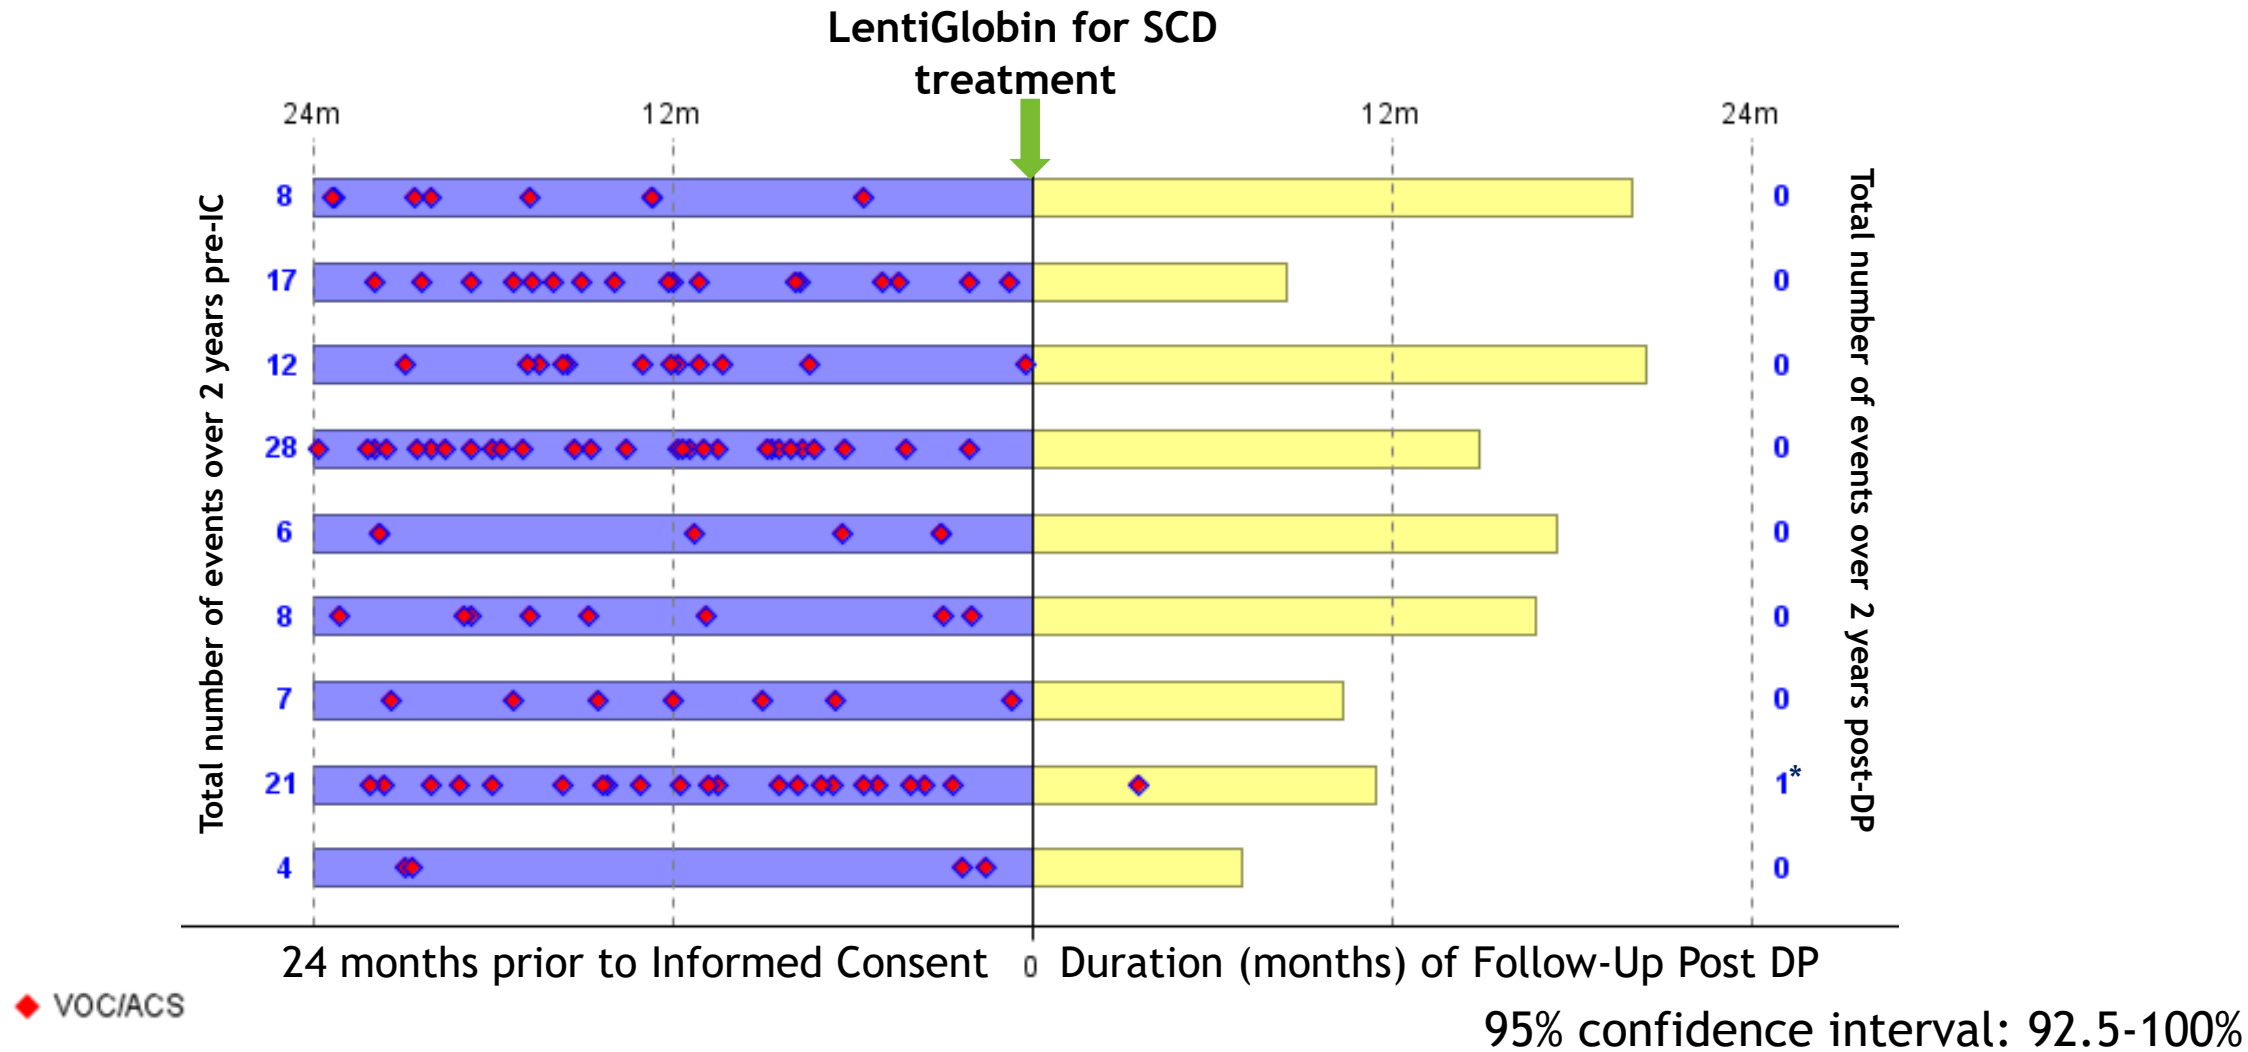 LentiGlobin for SCD
treatment
24m 12m 12m 24m
Total number of events over 2 years pre-IC
Total number of events over 2 years post-DP
8 0
17 0
12 0
28 0
6 0
8 0
7 0
21 1*
4 0
24 months prior to Informed Consent 0 Duration (months) of Follow-Up Post DP
VOC/ACS
95% confidence interval: 92.5-100%